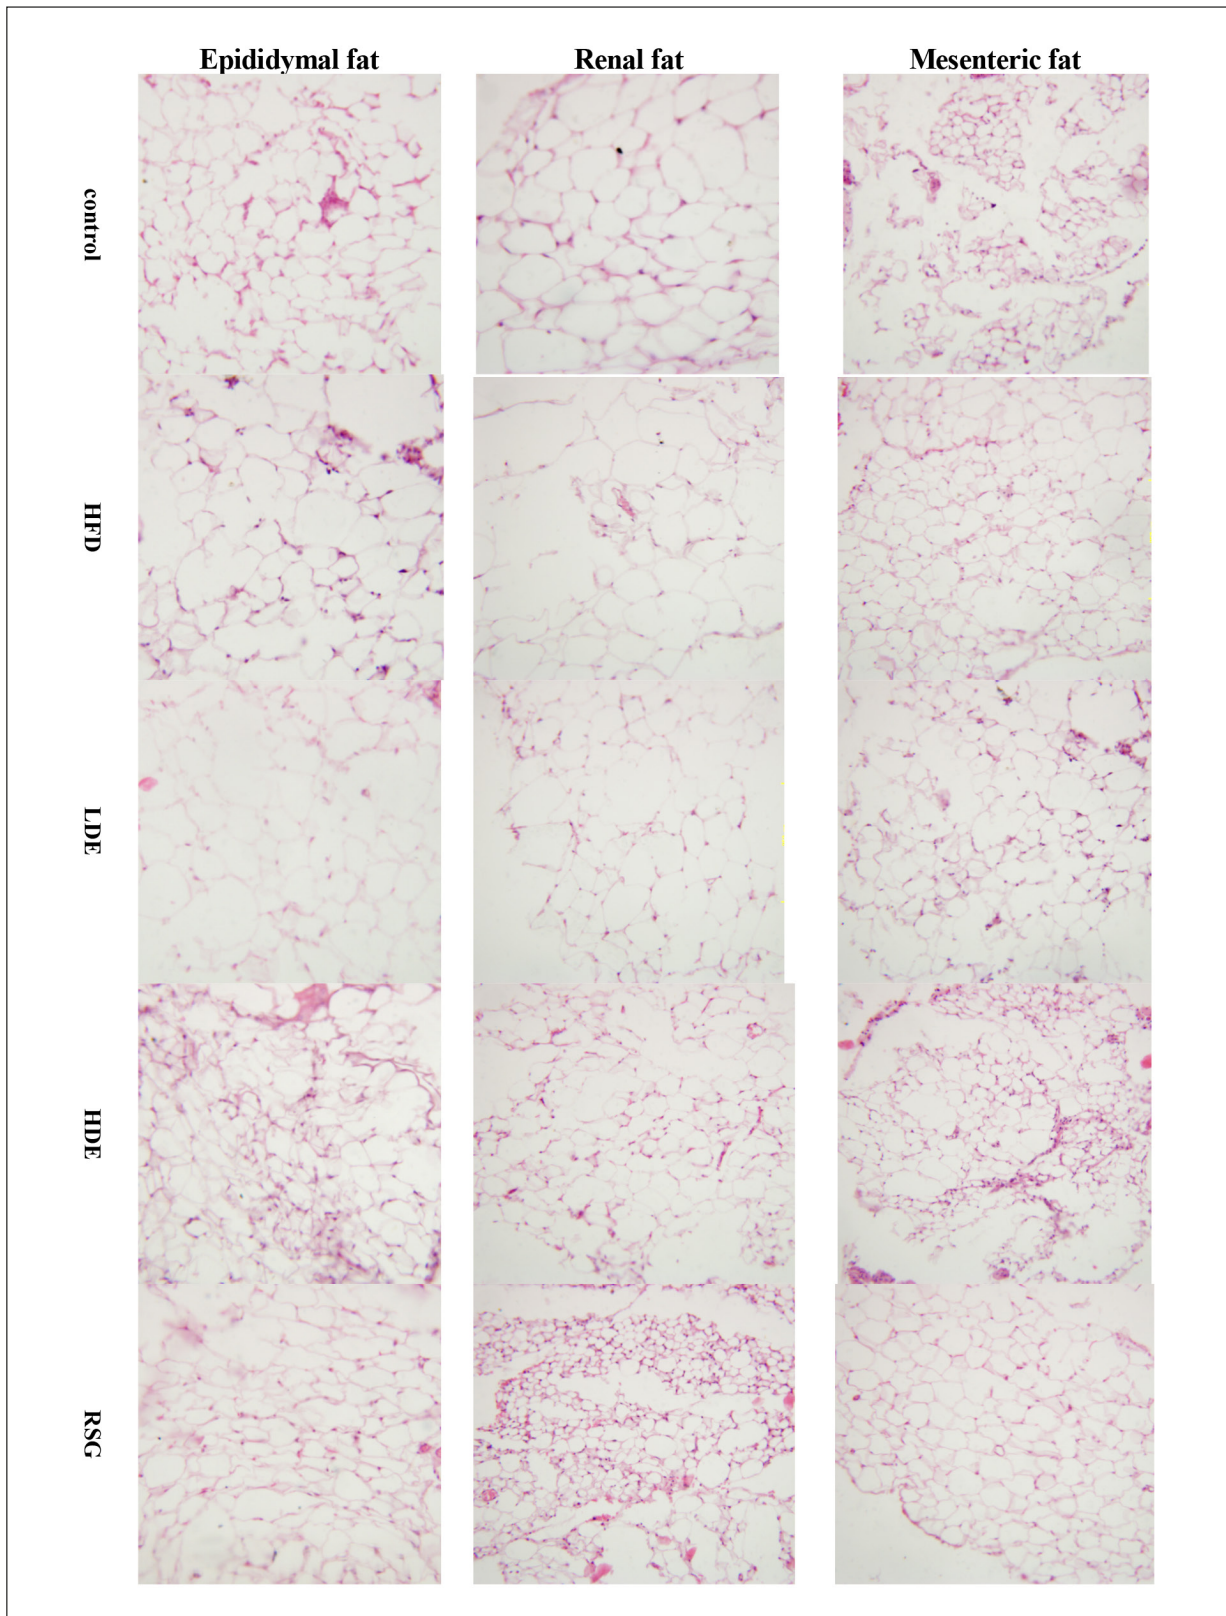 Epididymal fat
Renal fat
Mesenteric fat
control
HFD
LDE
HDE
RSG